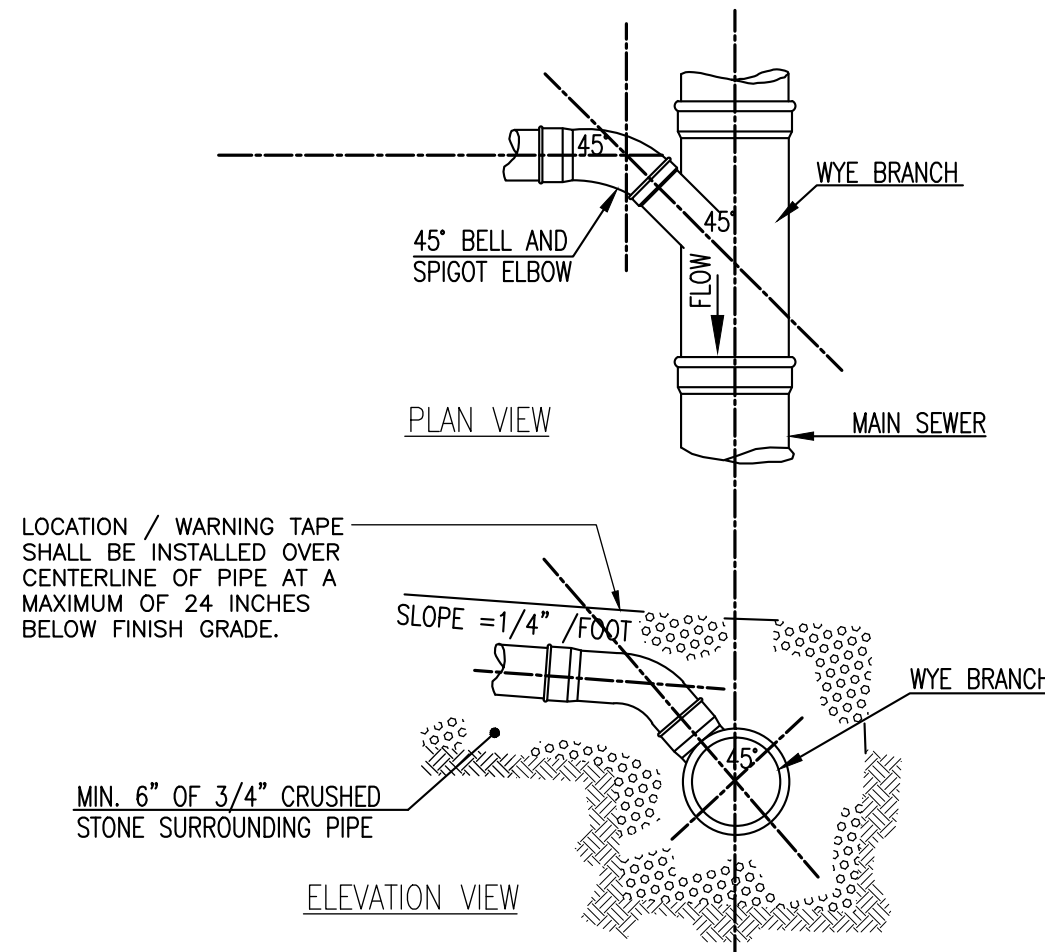 45°
WYE BRANCH
45°
45° BELL AND
SPIGOT ELBOW
FLOW
PLAN VIEW
MAIN SEWER
LOCATION / WARNING TAPE
SHALL BE INSTALLED OVER
CENTERLINE OF PIPE AT A
MAXIMUM OF 24 INCHES
BELOW FINISH GRADE.
SLOPE =1/4" /FOOT
WYE BRANCH
45°
MIN. 6" OF 3/4" CRUSHED
STONE SURROUNDING PIPE
ELEVATION VIEW